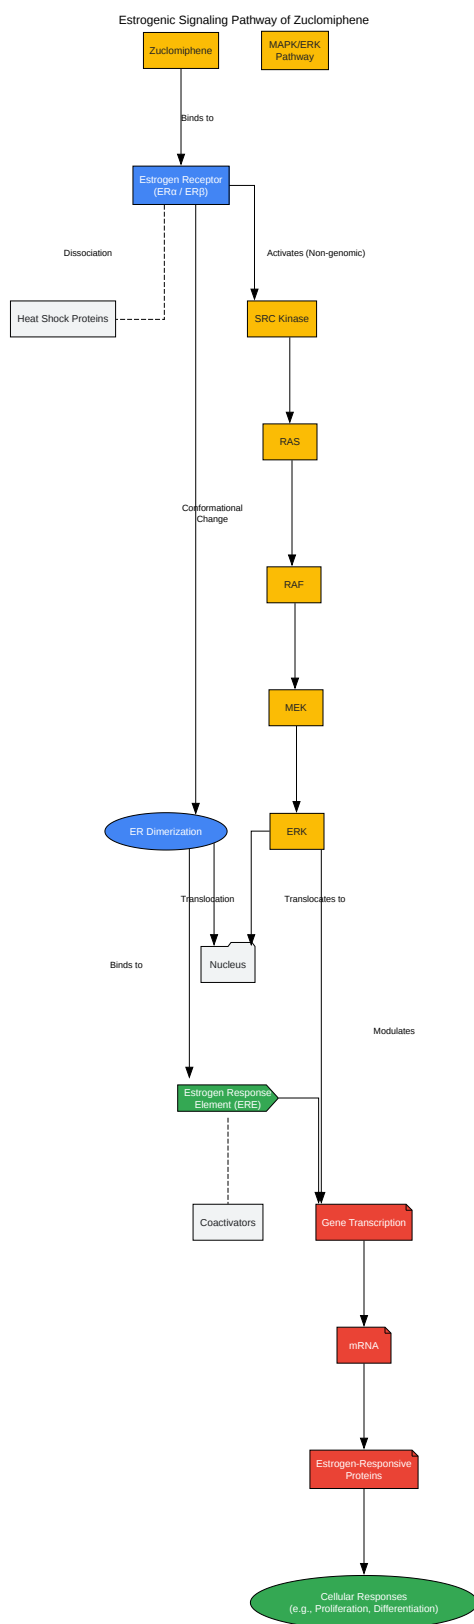 Estrogenic Signaling Pathway of Zuclomiphene
Zuclomiphene
MAPK/ERK
Pathway
Binds to
Estrogen Receptor
(ERα / ERβ)
Dissociation
Activates (Non-genomic)
Heat Shock Proteins
SRC Kinase
RAS
Conformational
Change
RAF
MEK
ER Dimerization
ERK
Translocation
Translocates to
Binds to
Nucleus
Modulates
Estrogen Response
Element (ERE)
Coactivators
Gene Transcription
mRNA
Estrogen-Responsive
Proteins
Cellular Responses
(e.g., Proliferation, Differentiation)